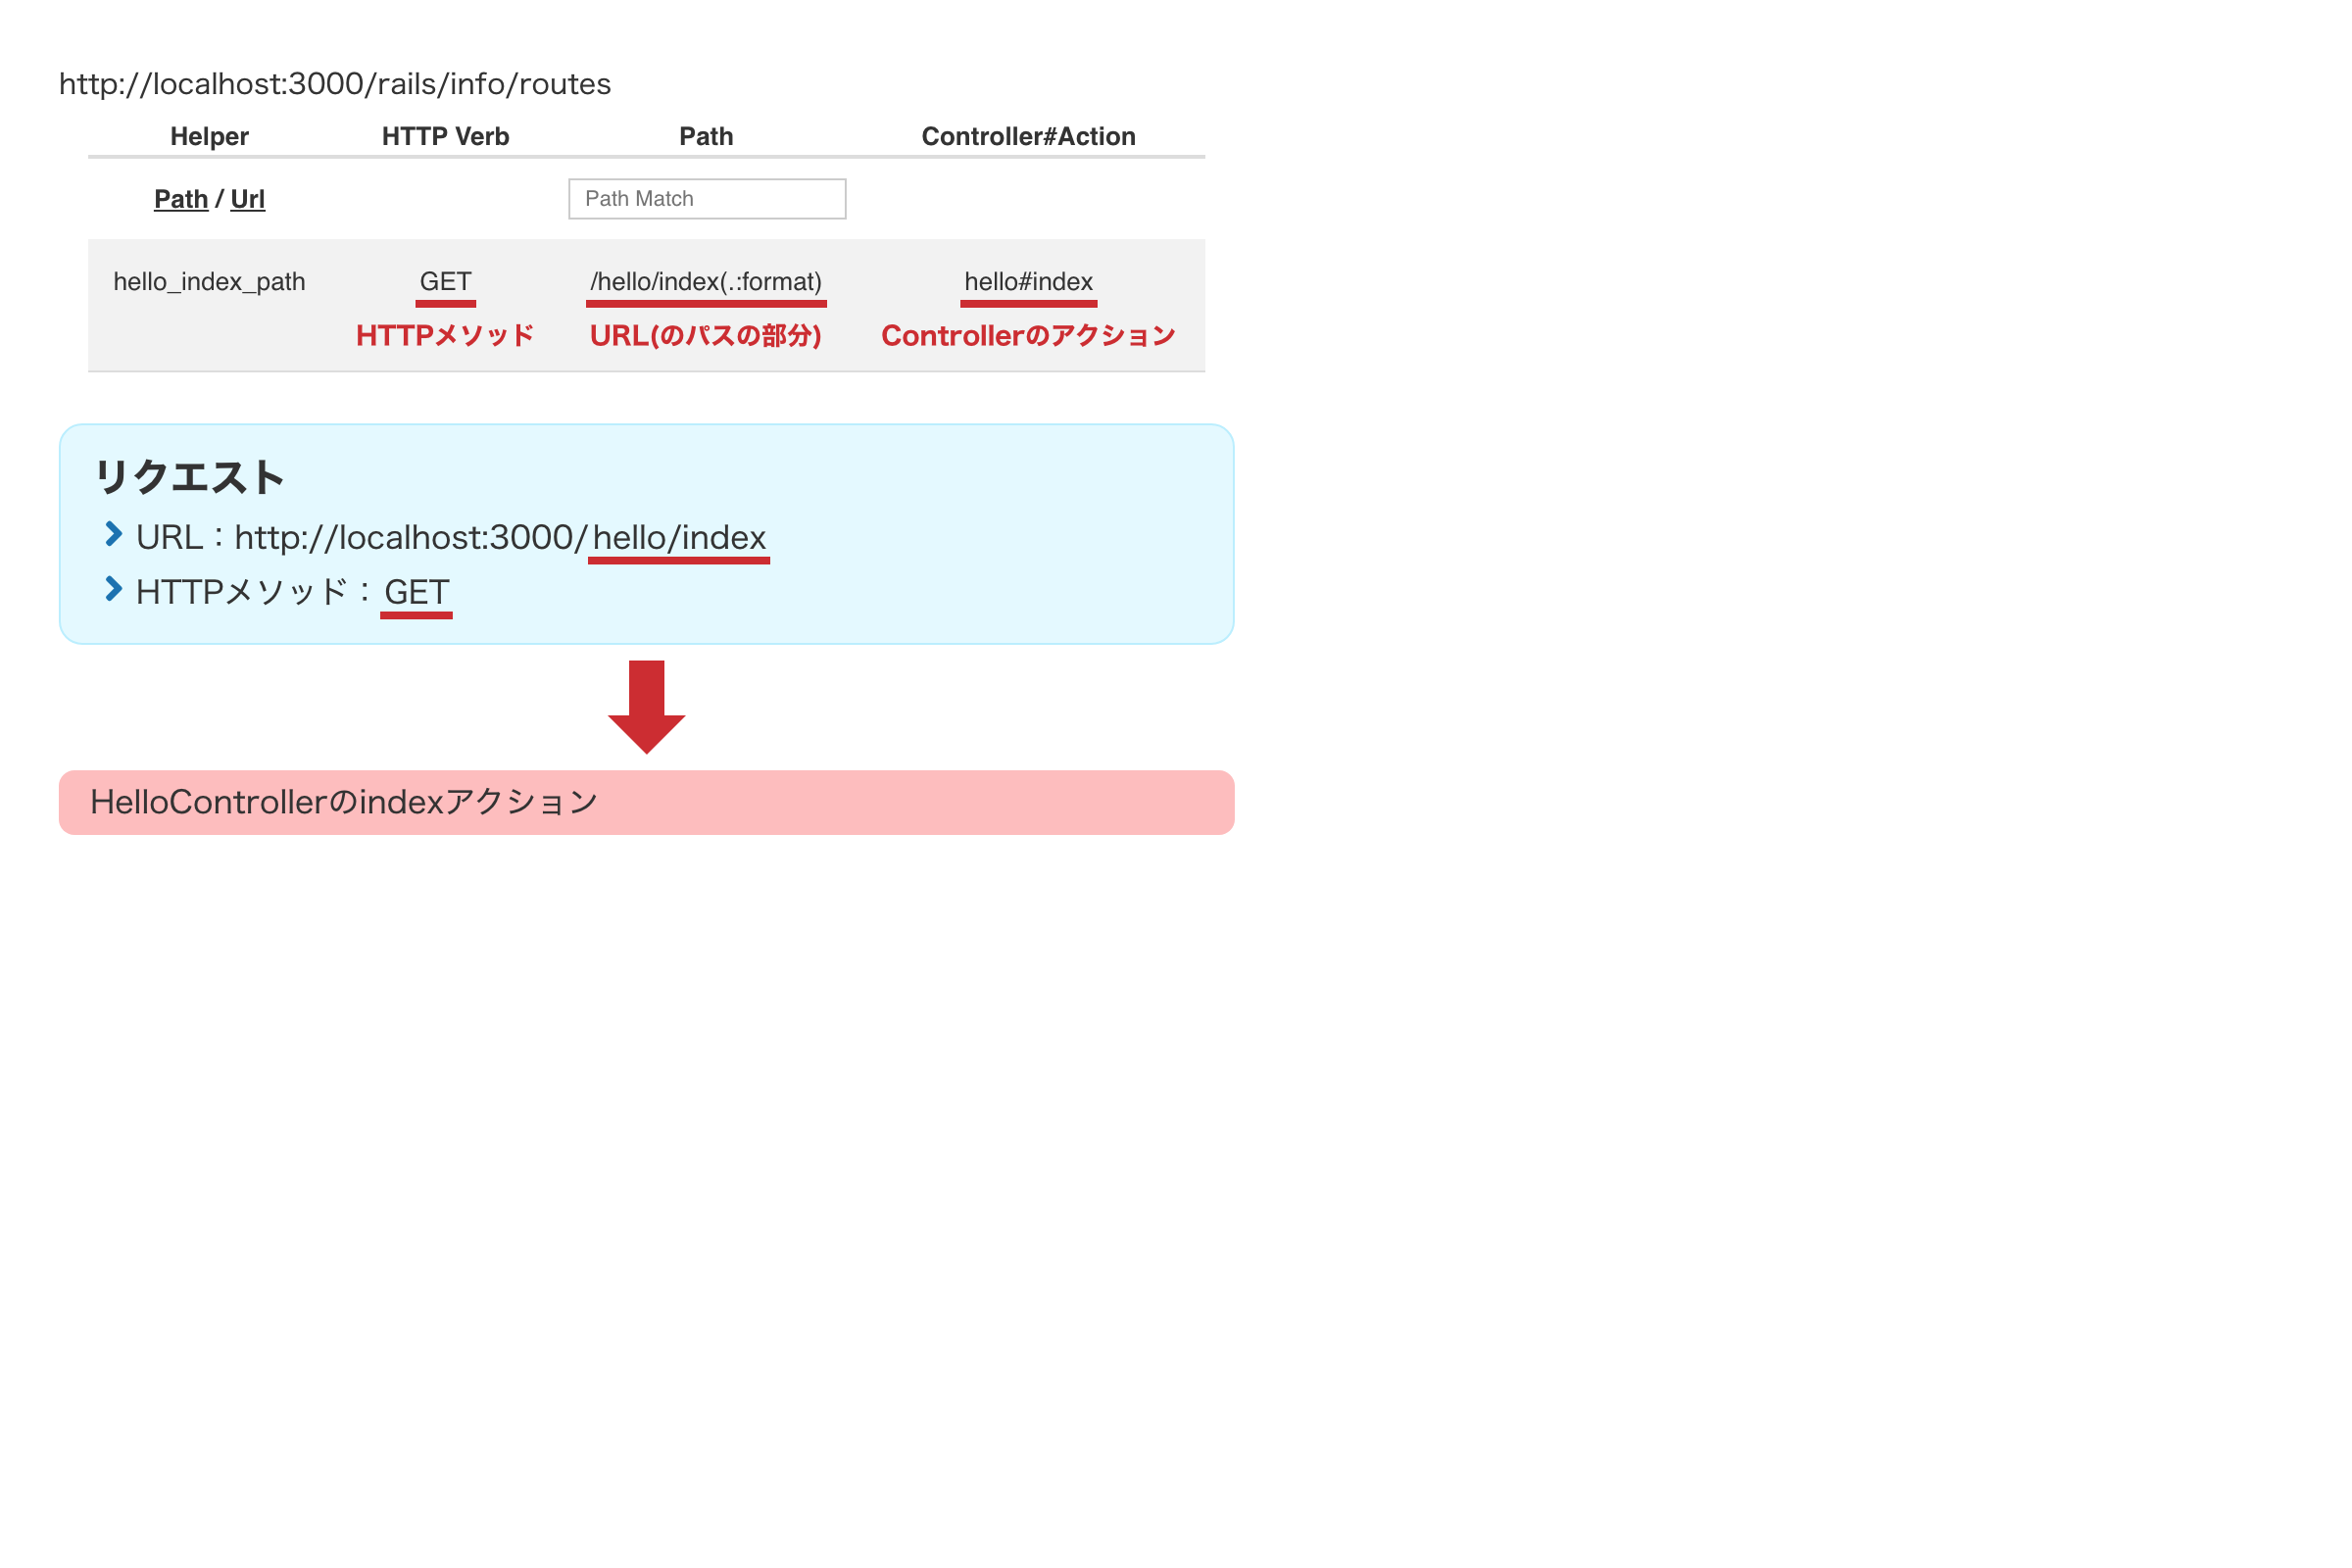 http://localhost:3000/rails/info/routes
Helper HTTP Verb Path Controller#Action
Path / Url Path Match
hello_index_path GET /hello/index(.:format) hello#index
HTTPメソッド URL(のパスの部分) Controllerのアクション
リクエスト
URL：http://localhost:3000/hello/index
HTTPメソッド：GET
HelloControllerのindexアクション